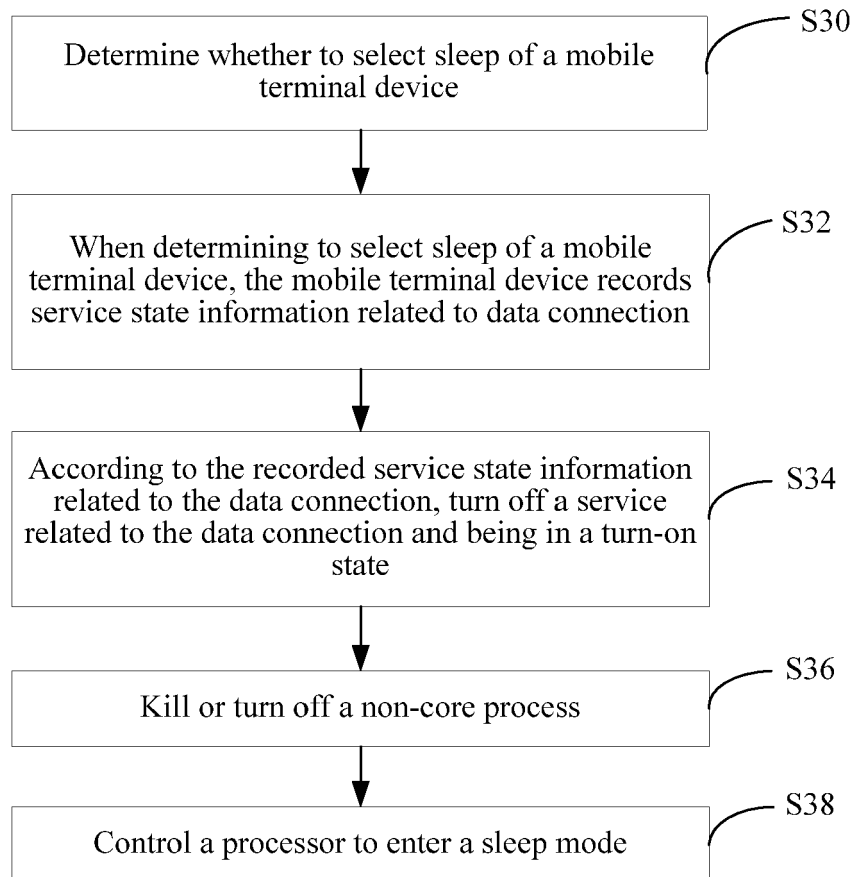 S30
Determine whether to select sleep of a mobile
terminal device
S32
When determining to select sleep of a mobile
terminal device, the mobile terminal device records
service state information related to data connection
S34
According to the recorded service state information
related to the data connection, turn off a service
related to the data connection and being in a turn-on
state
S36
Kill or turn off a non-core process
S38
Control a processor to enter a sleep mode